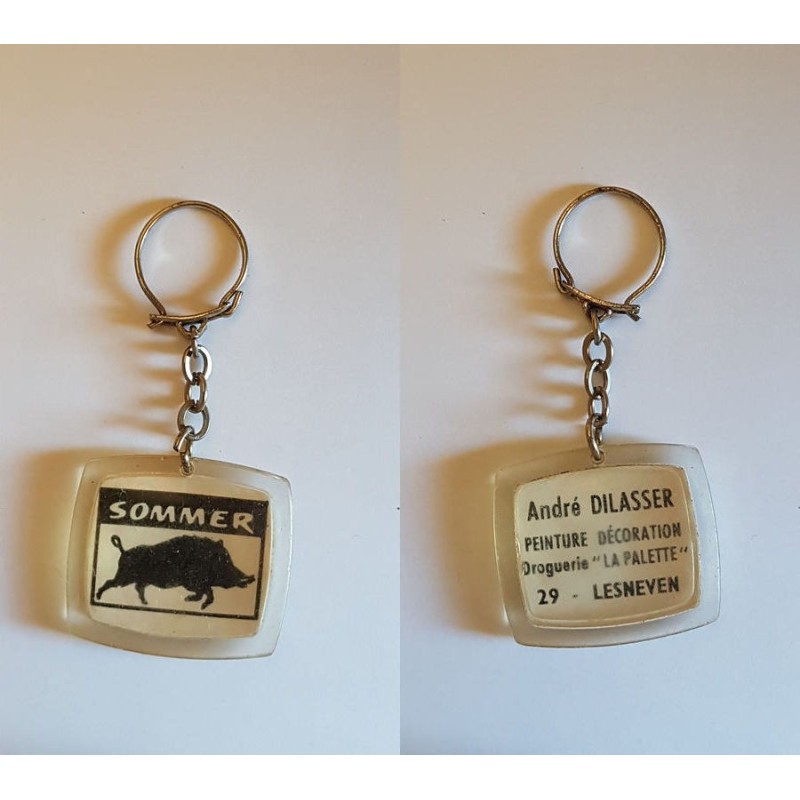 SOMMER
André DILASSER
PEINTURE DÉCORATION
Droguerie "LA PALETTE"
29 - LESNEVEN